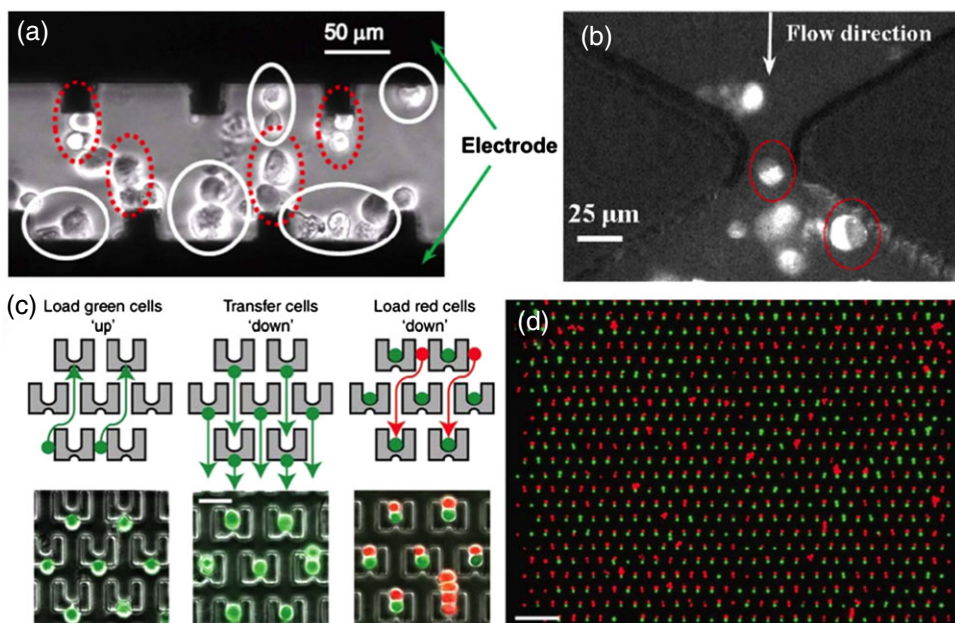 (a)
50 μm
Electrode
(b)
Flow direction
25 μm
(c)
Load green cells
'up'
Transfer cells
'down'
Load red cells
'down'
(d)